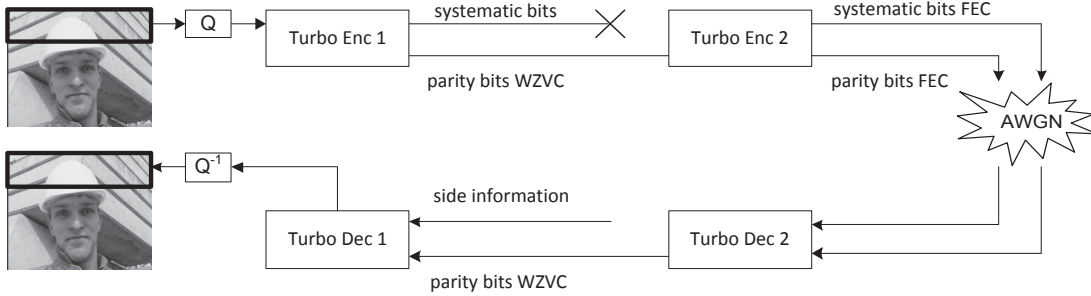 Q
Turbo Enc 1
systematic bits
parity bits WZVC
Turbo Enc 2
systematic bits FEC
parity bits FEC
AWGN
Q-1
Turbo Dec 1
side information
parity bits WZVC
Turbo Dec 2